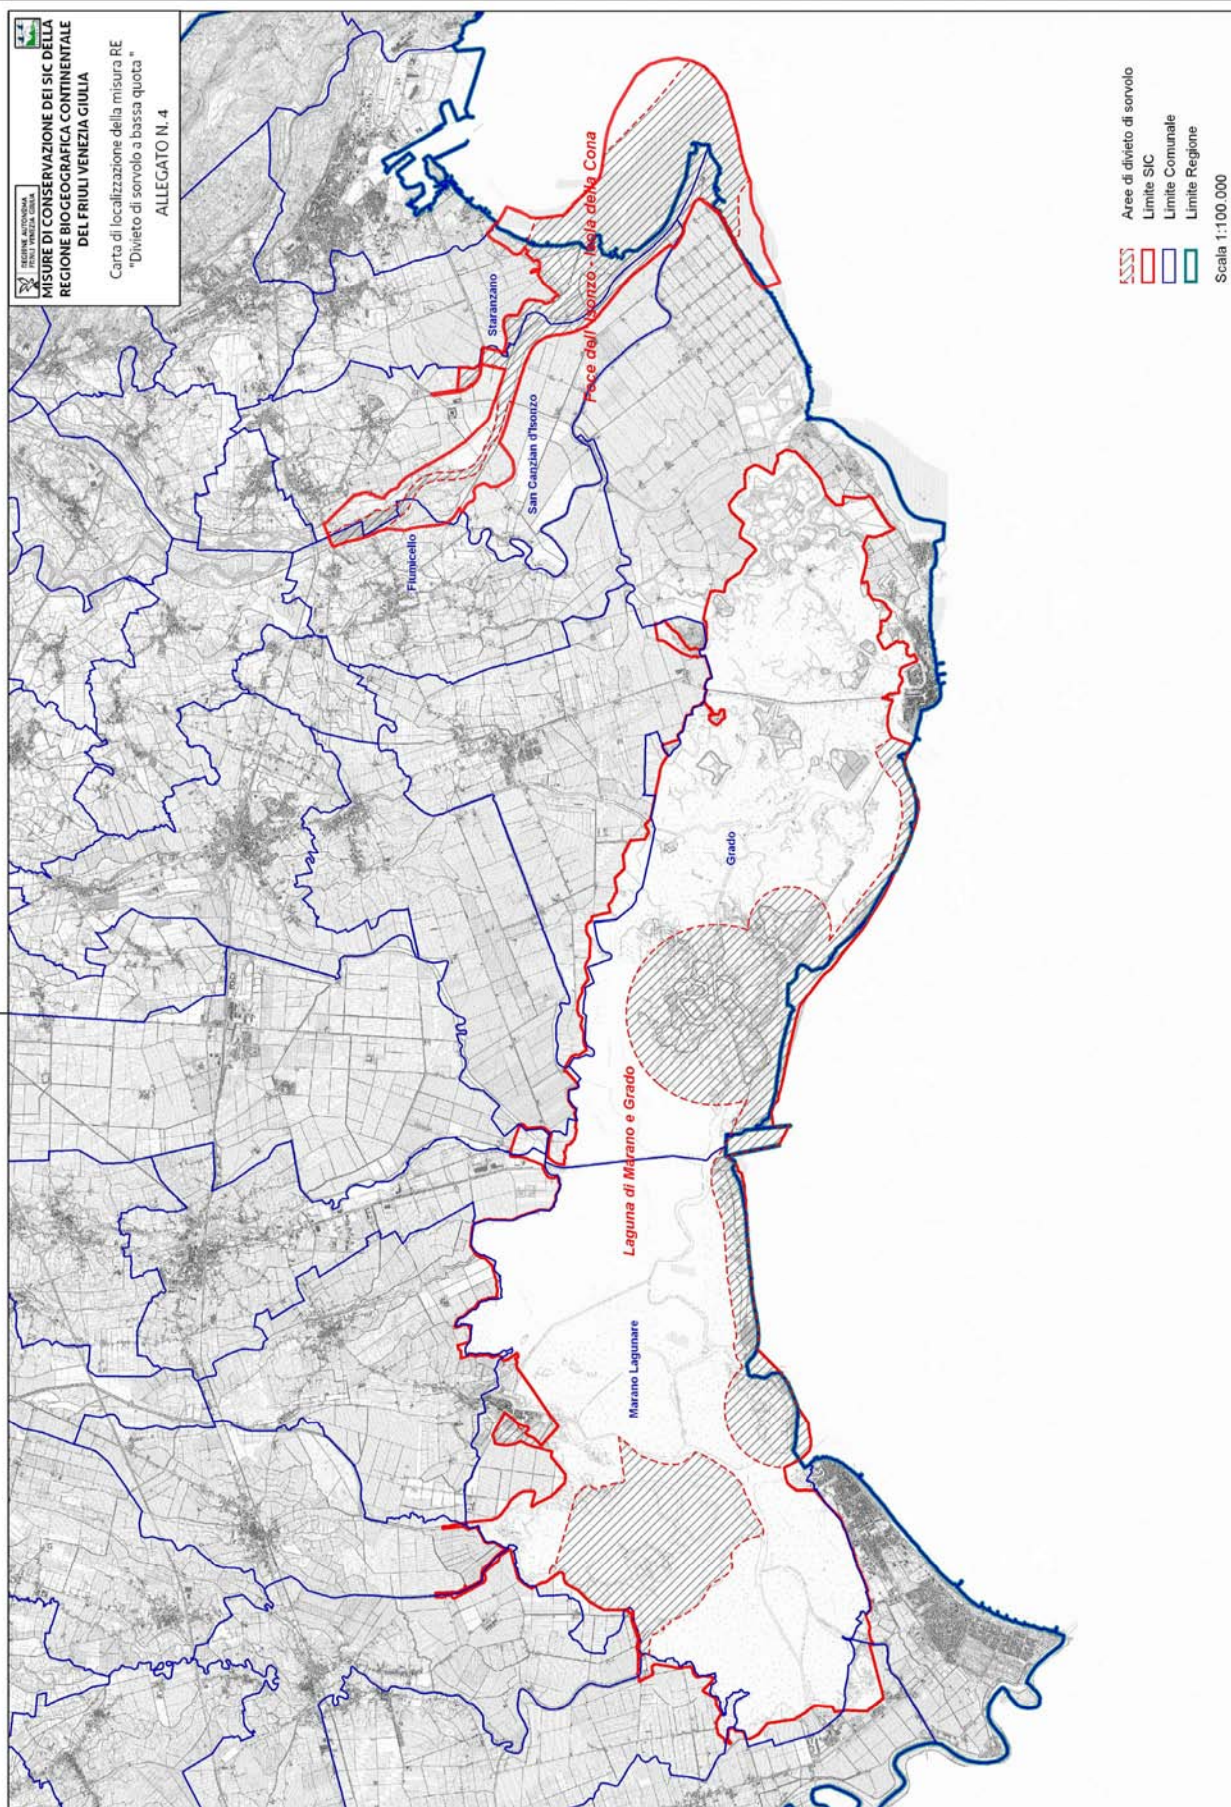 REGIONE AUTONOMA
FRIULI VENEZIA GIULIA
MISURE DI CONSERVAZIONE DEI SIC DELLA
REGIONE BIOGEOGRAFICA CONTINENTALE
DEL FRIULI VENEZIA GIULIA
Carta di localizzazione della misura RE
"Divieto di sorvolo a bassa quota"
ALLEGATO N. 4
Staranzano
San Canzian d'Isonzo
Fiumicello
Foce dell'Isonzo - Isola della Cona
Grado
Laguna di Marano e Grado
Marano Lagunare
Aree di divieto di sorvolo
Limite SIC
Limite Comunale
Limite Regione
Scala 1:100.000